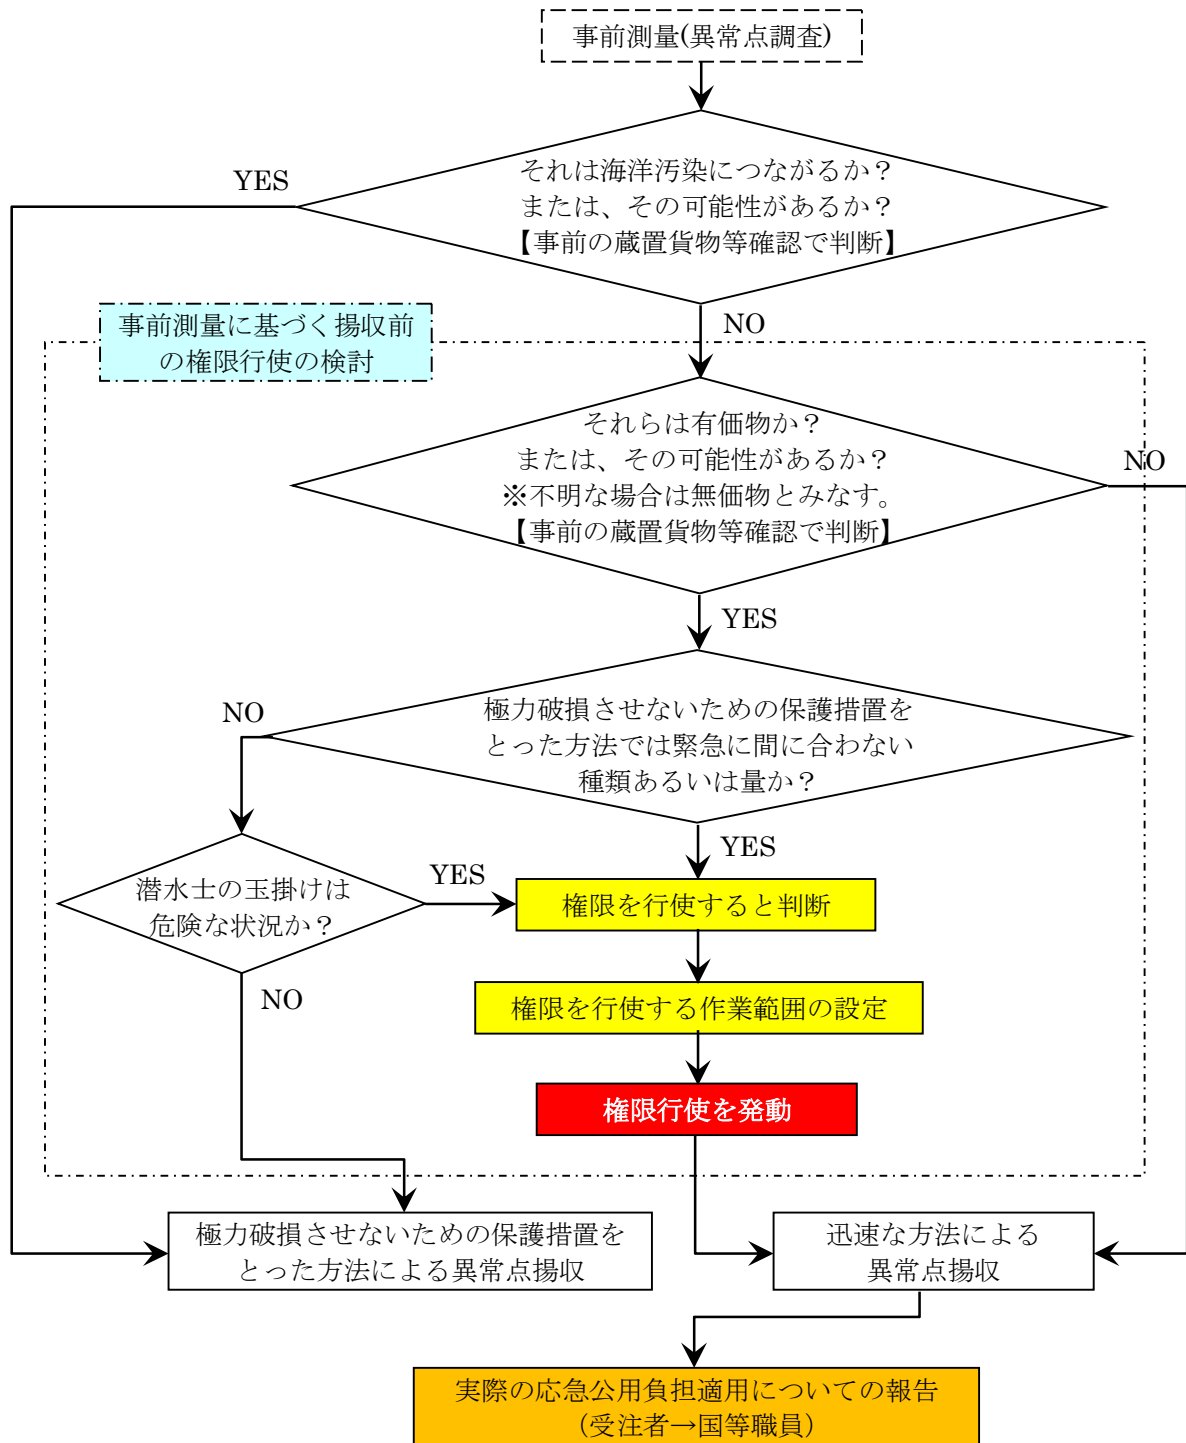 事前測量(異常点調査)
それは海洋汚染につながるか？
または、その可能性があるか？
【事前の蔵置貨物等確認で判断】
YES
NO
事前測量に基づく揚収前
の権限行使の検討
それらは有価物か？
または、その可能性があるか？
※不明な場合は無価物とみなす。
【事前の蔵置貨物等確認で判断】
NO
YES
極力破損させないための保護措置を
とった方法では緊急に間に合わない
種類あるいは量か？
NO
YES
潜水士の玉掛けは
危険な状況か？
YES
NO
権限を行使すると判断
権限を行使する作業範囲の設定
権限行使を発動
極力破損させないための保護措置を
とった方法による異常点揚収
迅速な方法による
異常点揚収
実際の応急公用負担適用についての報告
（受注者→国等職員）